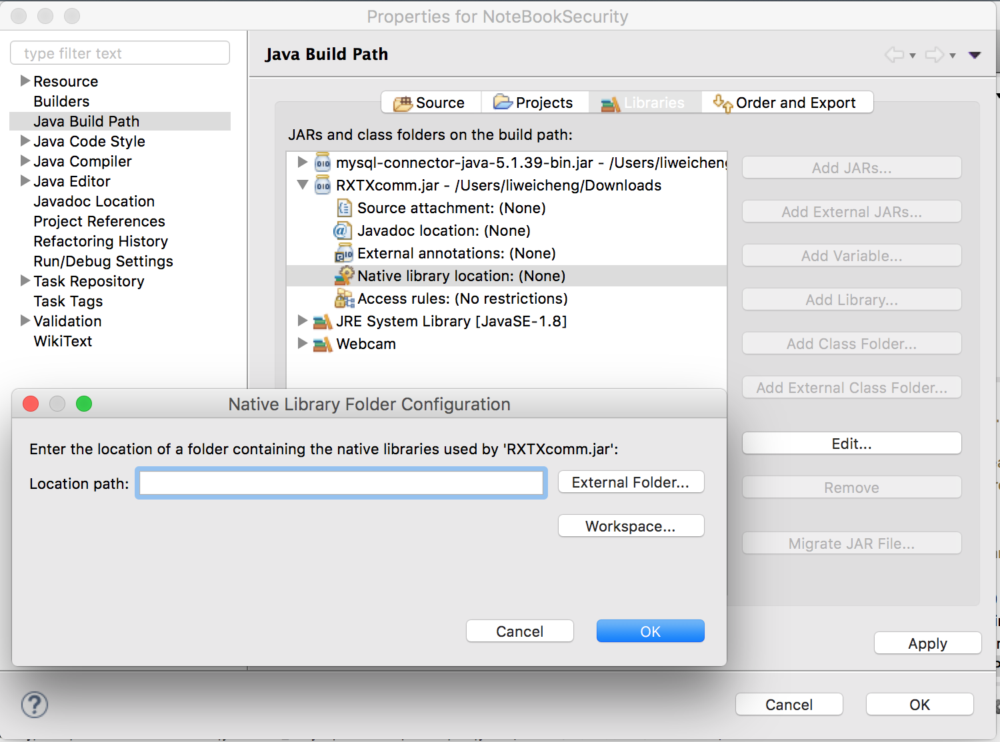 Properties for NoteBookSecurity
type filter text
Resource
Builders
Java Build Path
Java Code Style
Java Compiler
Java Editor
Javadoc Location
Project References
Refactoring History
Run/Debug Settings
Task Repository
Task Tags
Validation
WikiText
Java Build Path
Source
Projects
Libraries
Order and Export
JARs and class folders on the build path:
mysql-connector-java-5.1.39-bin.jar - /Users/liweicheng
RXTXcomm.jar - /Users/liweicheng/Downloads
Source attachment: (None)
Javadoc location: (None)
External annotations: (None)
Native library location: (None)
Access rules: (No restrictions)
JRE System Library [JavaSE-1.8]
Webcam
Add JARs...
Add External JARs...
Add Variable...
Add Library...
Add Class Folder...
Add External Class Folder...
Edit...
Remove
Migrate JAR File...
Native Library Folder Configuration
Enter the location of a folder containing the native libraries used by 'RXTXcomm.jar':
Location path:
External Folder...
Workspace...
Cancel
OK
Apply
?
Cancel
OK